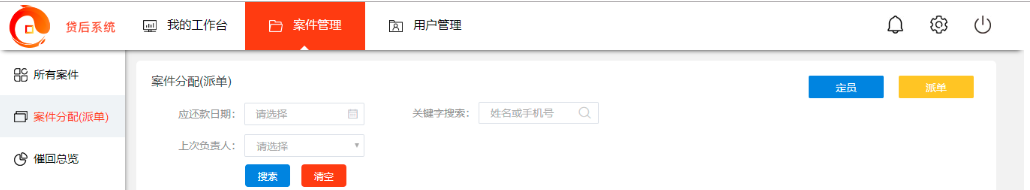 贷后系统 我的工作台 案件管理 用户管理
所有案件
案件分配(派单)
催回总览
案件分配(派单)
定员 派单
应还款日期： 请选择 关键字搜索： 姓名或手机号
上次负责人： 请选择
搜索 清空